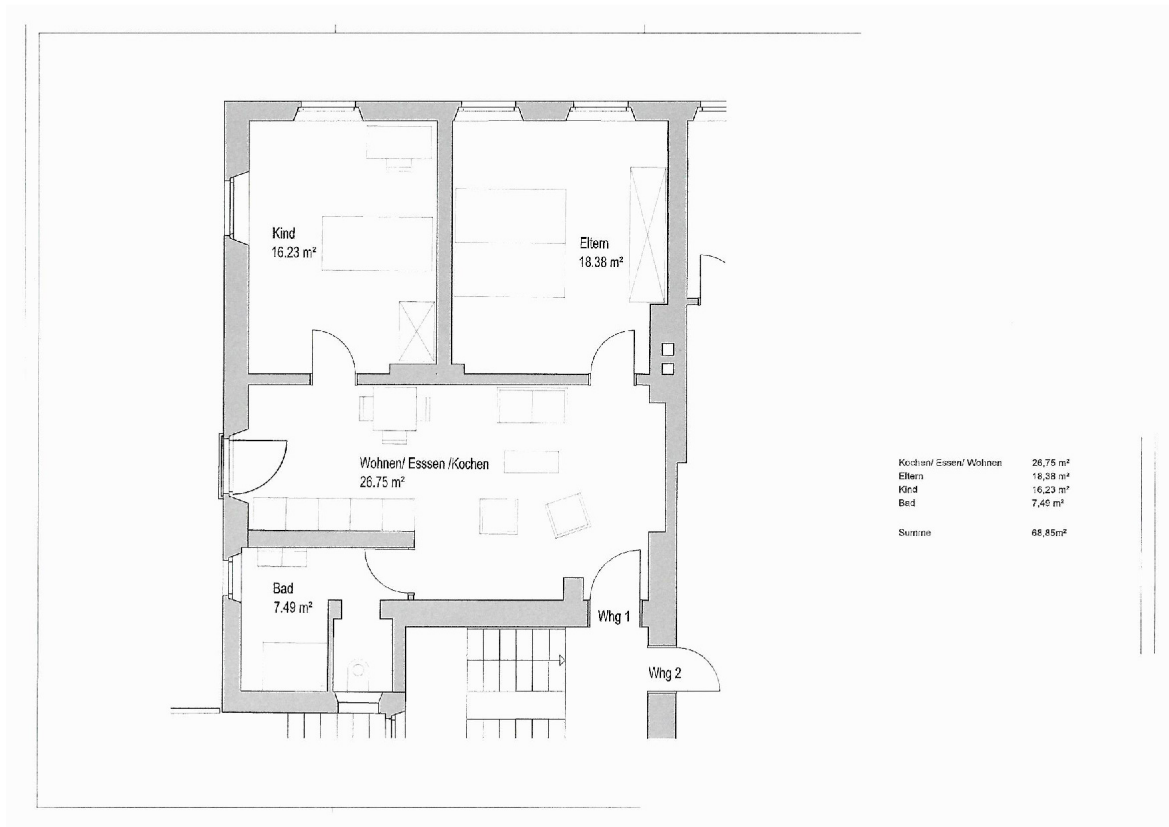 Kind
16.23 m²
Eltern
18.38 m²
Wohnen/ Esssen /Kochen
26.75 m²
Bad
7.49 m²
Whg 1
Whg 2
Kochen/ Essen/ Wohnen 26,75 m²
Eltern 18,38 m²
Kind 16,23 m²
Bad 7,49 m²
Summe 68,85m²